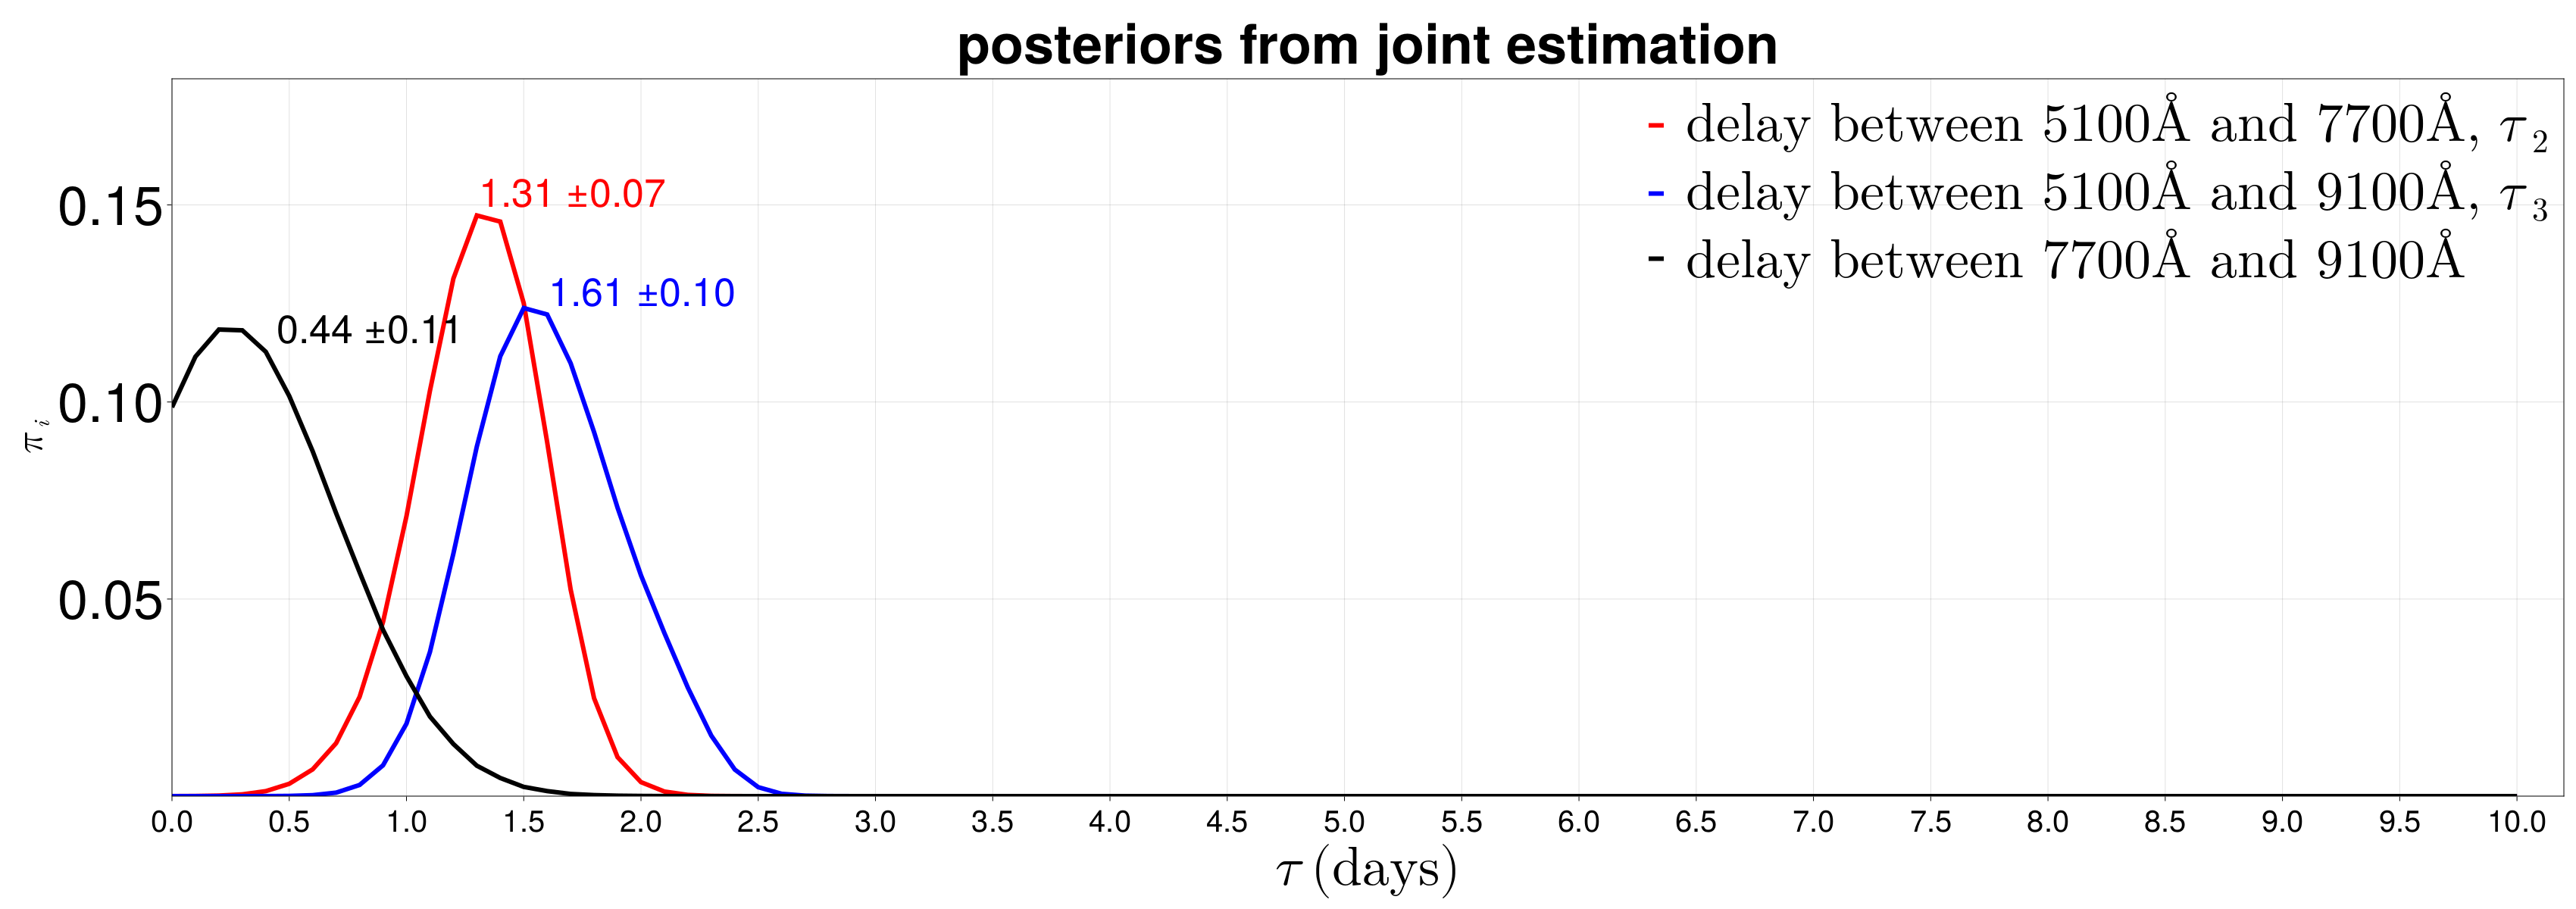 posteriors from joint estimation
delay between 5100Å and 7700Å, τ₂
delay between 5100Å and 9100Å, τ₃
delay between 7700Å and 9100Å
1.31 ±0.07
1.61 ±0.10
0.44 ±0.11
0.15
0.10
0.05
πᵢ
0.0 0.5 1.0 1.5 2.0 2.5 3.0 3.5 4.0 4.5 5.0 5.5 6.0 6.5 7.0 7.5 8.0 8.5 9.0 9.5 10.0
τ (days)